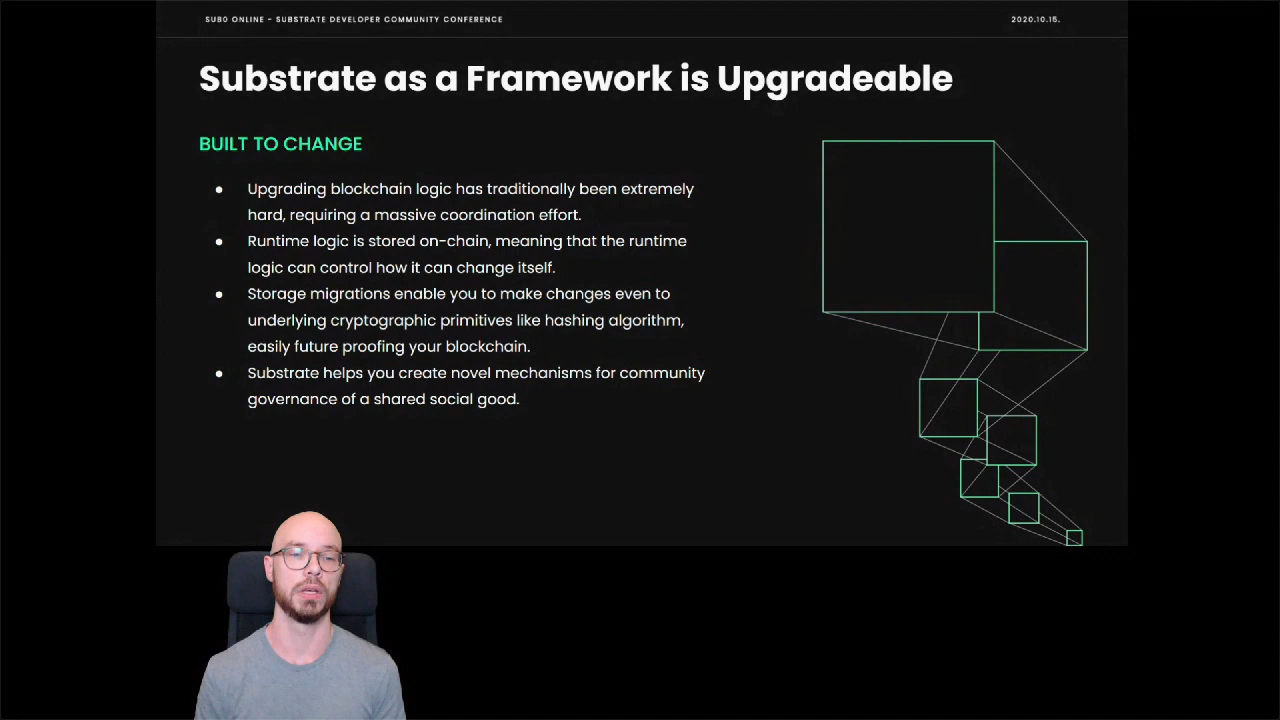 SUB0 ONLINE - SUBSTRATE DEVELOPER COMMUNITY CONFERENCE
2020.10.15.
Substrate as a Framework is Upgradeable
BUILT TO CHANGE
● Upgrading blockchain logic has traditionally been extremely
hard, requiring a massive coordination effort.
● Runtime logic is stored on-chain, meaning that the runtime
logic can control how it can change itself.
● Storage migrations enable you to make changes even to
underlying cryptographic primitives like hashing algorithm,
easily future proofing your blockchain.
● Substrate helps you create novel mechanisms for community
governance of a shared social good.